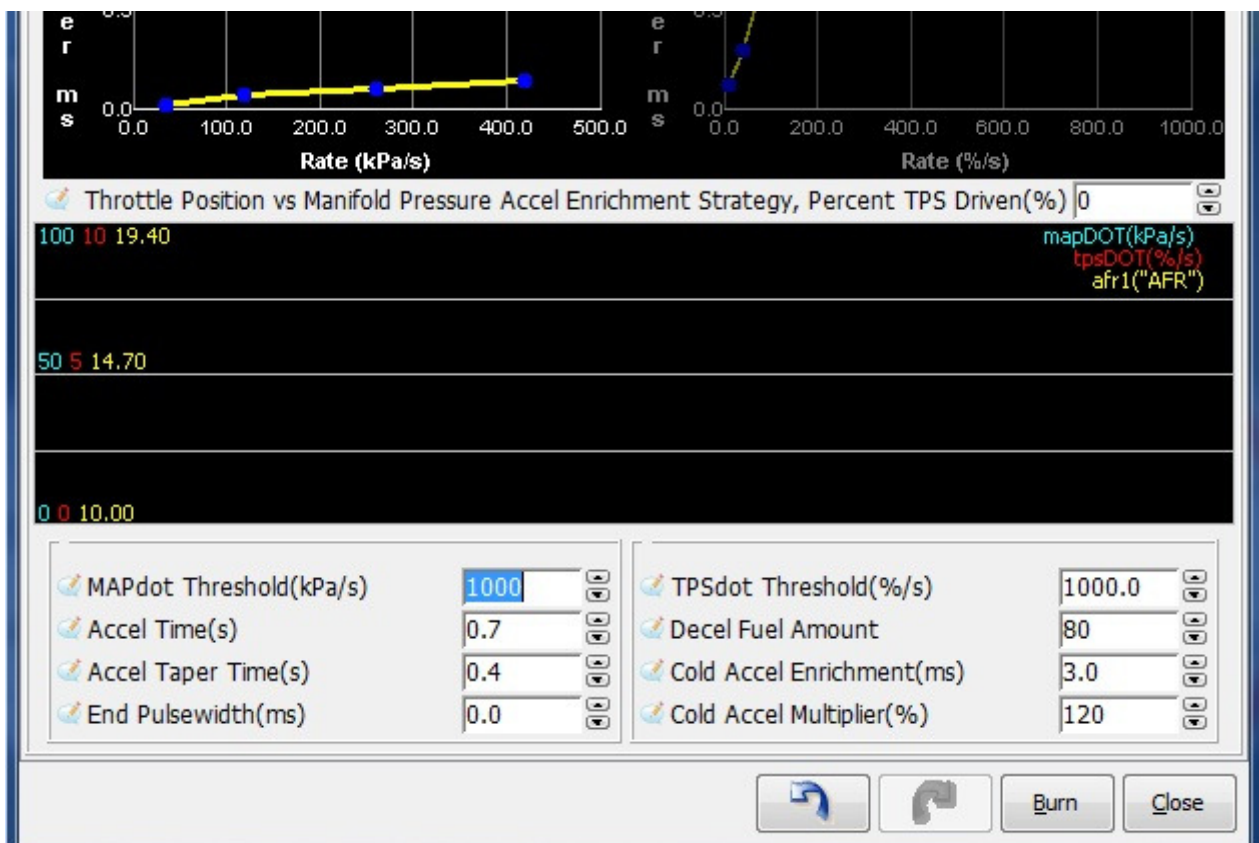 er ms
0.0
0.0 100.0 200.0 300.0 400.0 500.0
Rate (kPa/s)
er ms
0.0
0.0 200.0 400.0 600.0 800.0 1000.0
Rate (%/s)
Throttle Position vs Manifold Pressure Accel Enrichment Strategy, Percent TPS Driven(%) 0
100 10 19.40
mapDOT(kPa/s)
tpsDOT(%/s)
afr1("AFR")
50 5 14.70
0 0 10.00
MAPdot Threshold(kPa/s) 1000
Accel Time(s) 0.7
Accel Taper Time(s) 0.4
End Pulsewidth(ms) 0.0
TPSdot Threshold(%/s) 1000.0
Decel Fuel Amount 80
Cold Accel Enrichment(ms) 3.0
Cold Accel Multiplier(%) 120
Burn
Close